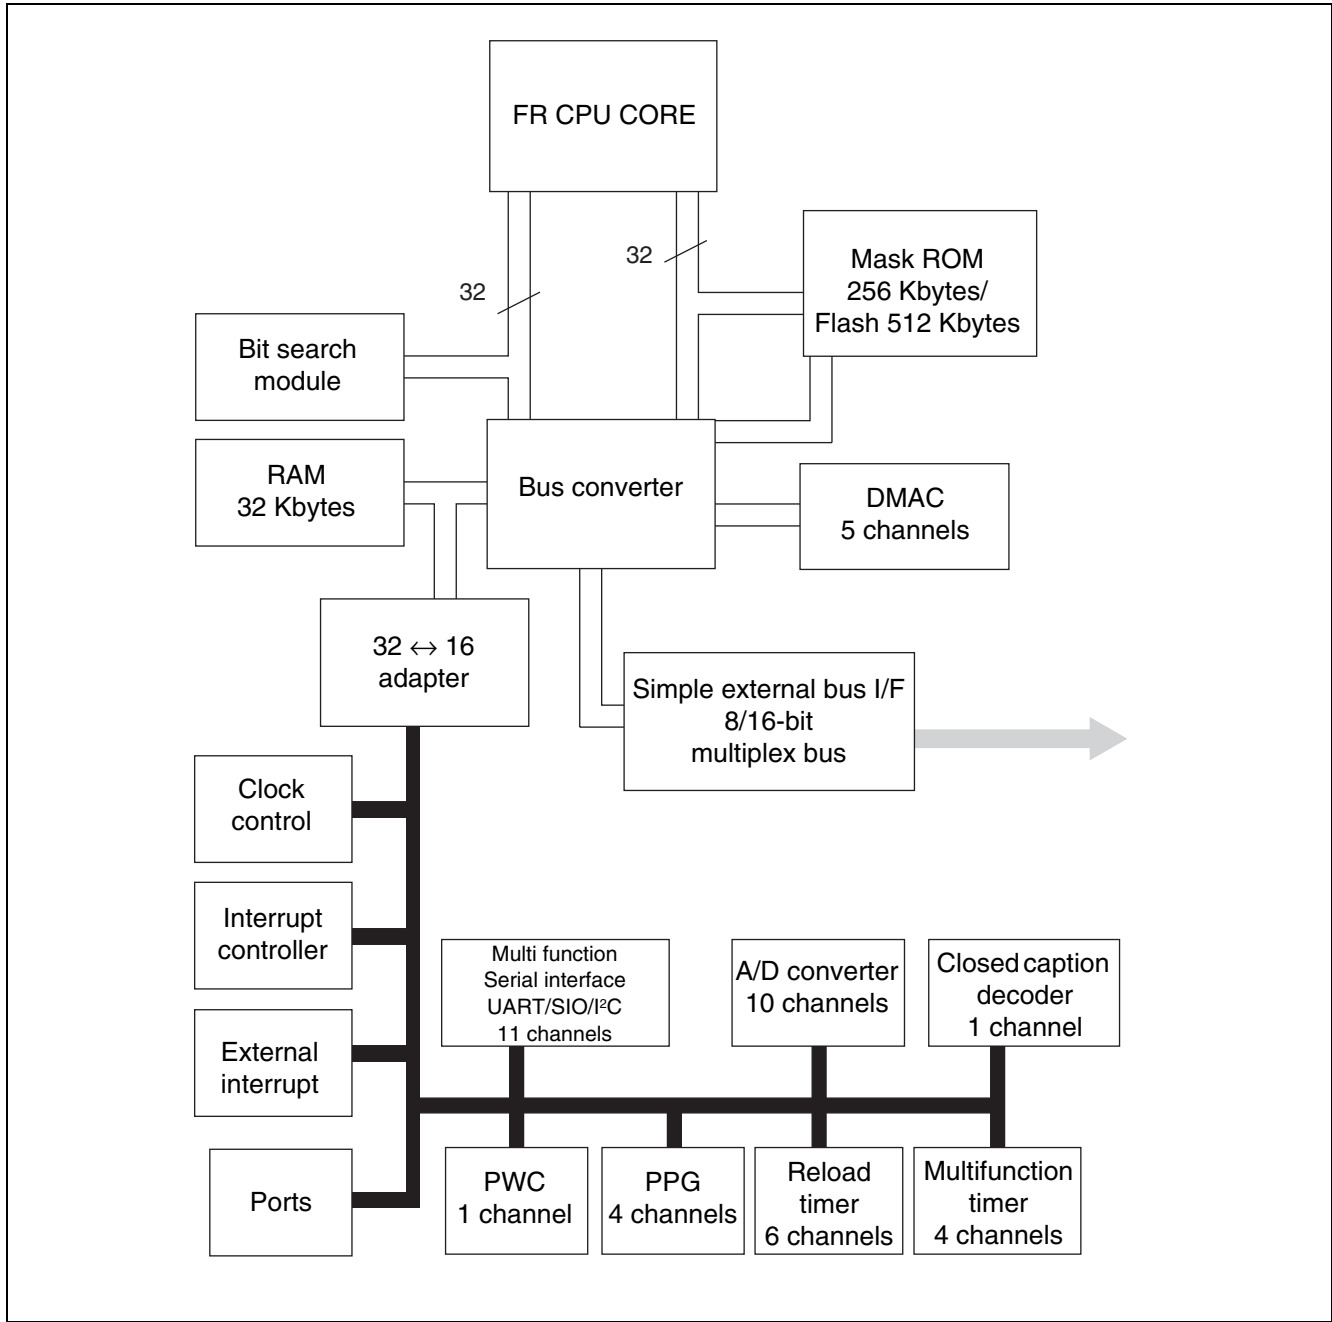 FR CPU CORE
32
32
Mask ROM
256 Kbytes/
Flash 512 Kbytes
Bit search
module
RAM
32 Kbytes
Bus converter
DMAC
5 channels
32 ↔ 16
adapter
Simple external bus I/F
8/16-bit
multiplex bus
Clock
control
Interrupt
controller
External
interrupt
Ports
Multi function
Serial interface
UART/SIO/I²C
11 channels
A/D converter
10 channels
Closed caption
decoder
1 channel
PWC
1 channel
PPG
4 channels
Reload
timer
6 channels
Multifunction
timer
4 channels